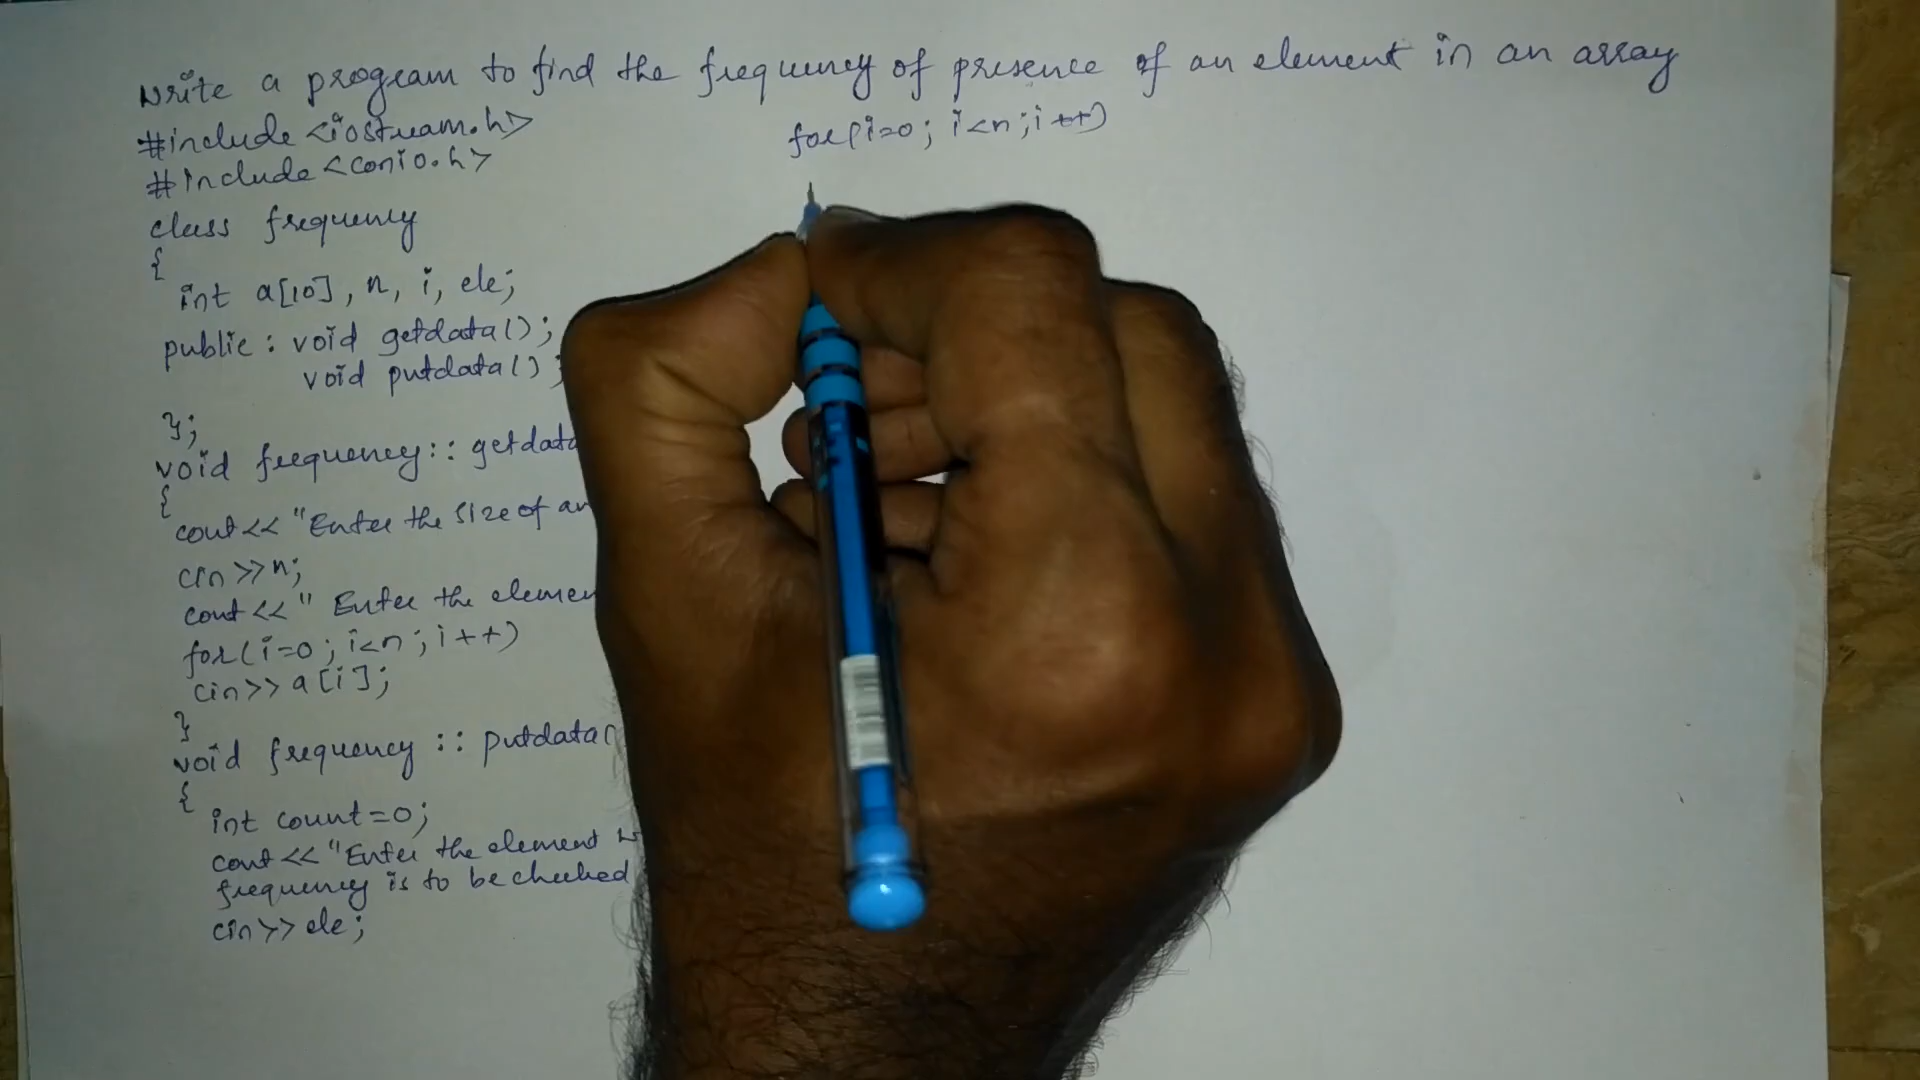 Write a program to find the frequency of presence of an element in an array
#include <iostream.h>
#include <conio.h>
class frequency
{
int a[10], n, i, ele;
public: void getdata();
void putdata();
};
void frequency::getdata
{
cout<< "Enter the size of
cin>>n;
cout<<" Enter the
for(i=0; i<n; i++)
cin>> a[i];
}
void frequency :: putdata(
{
int count=0;
cout<<"Enter the element
frequency is to be checked
cin>> ele;
for(i=0; i<n; i++)